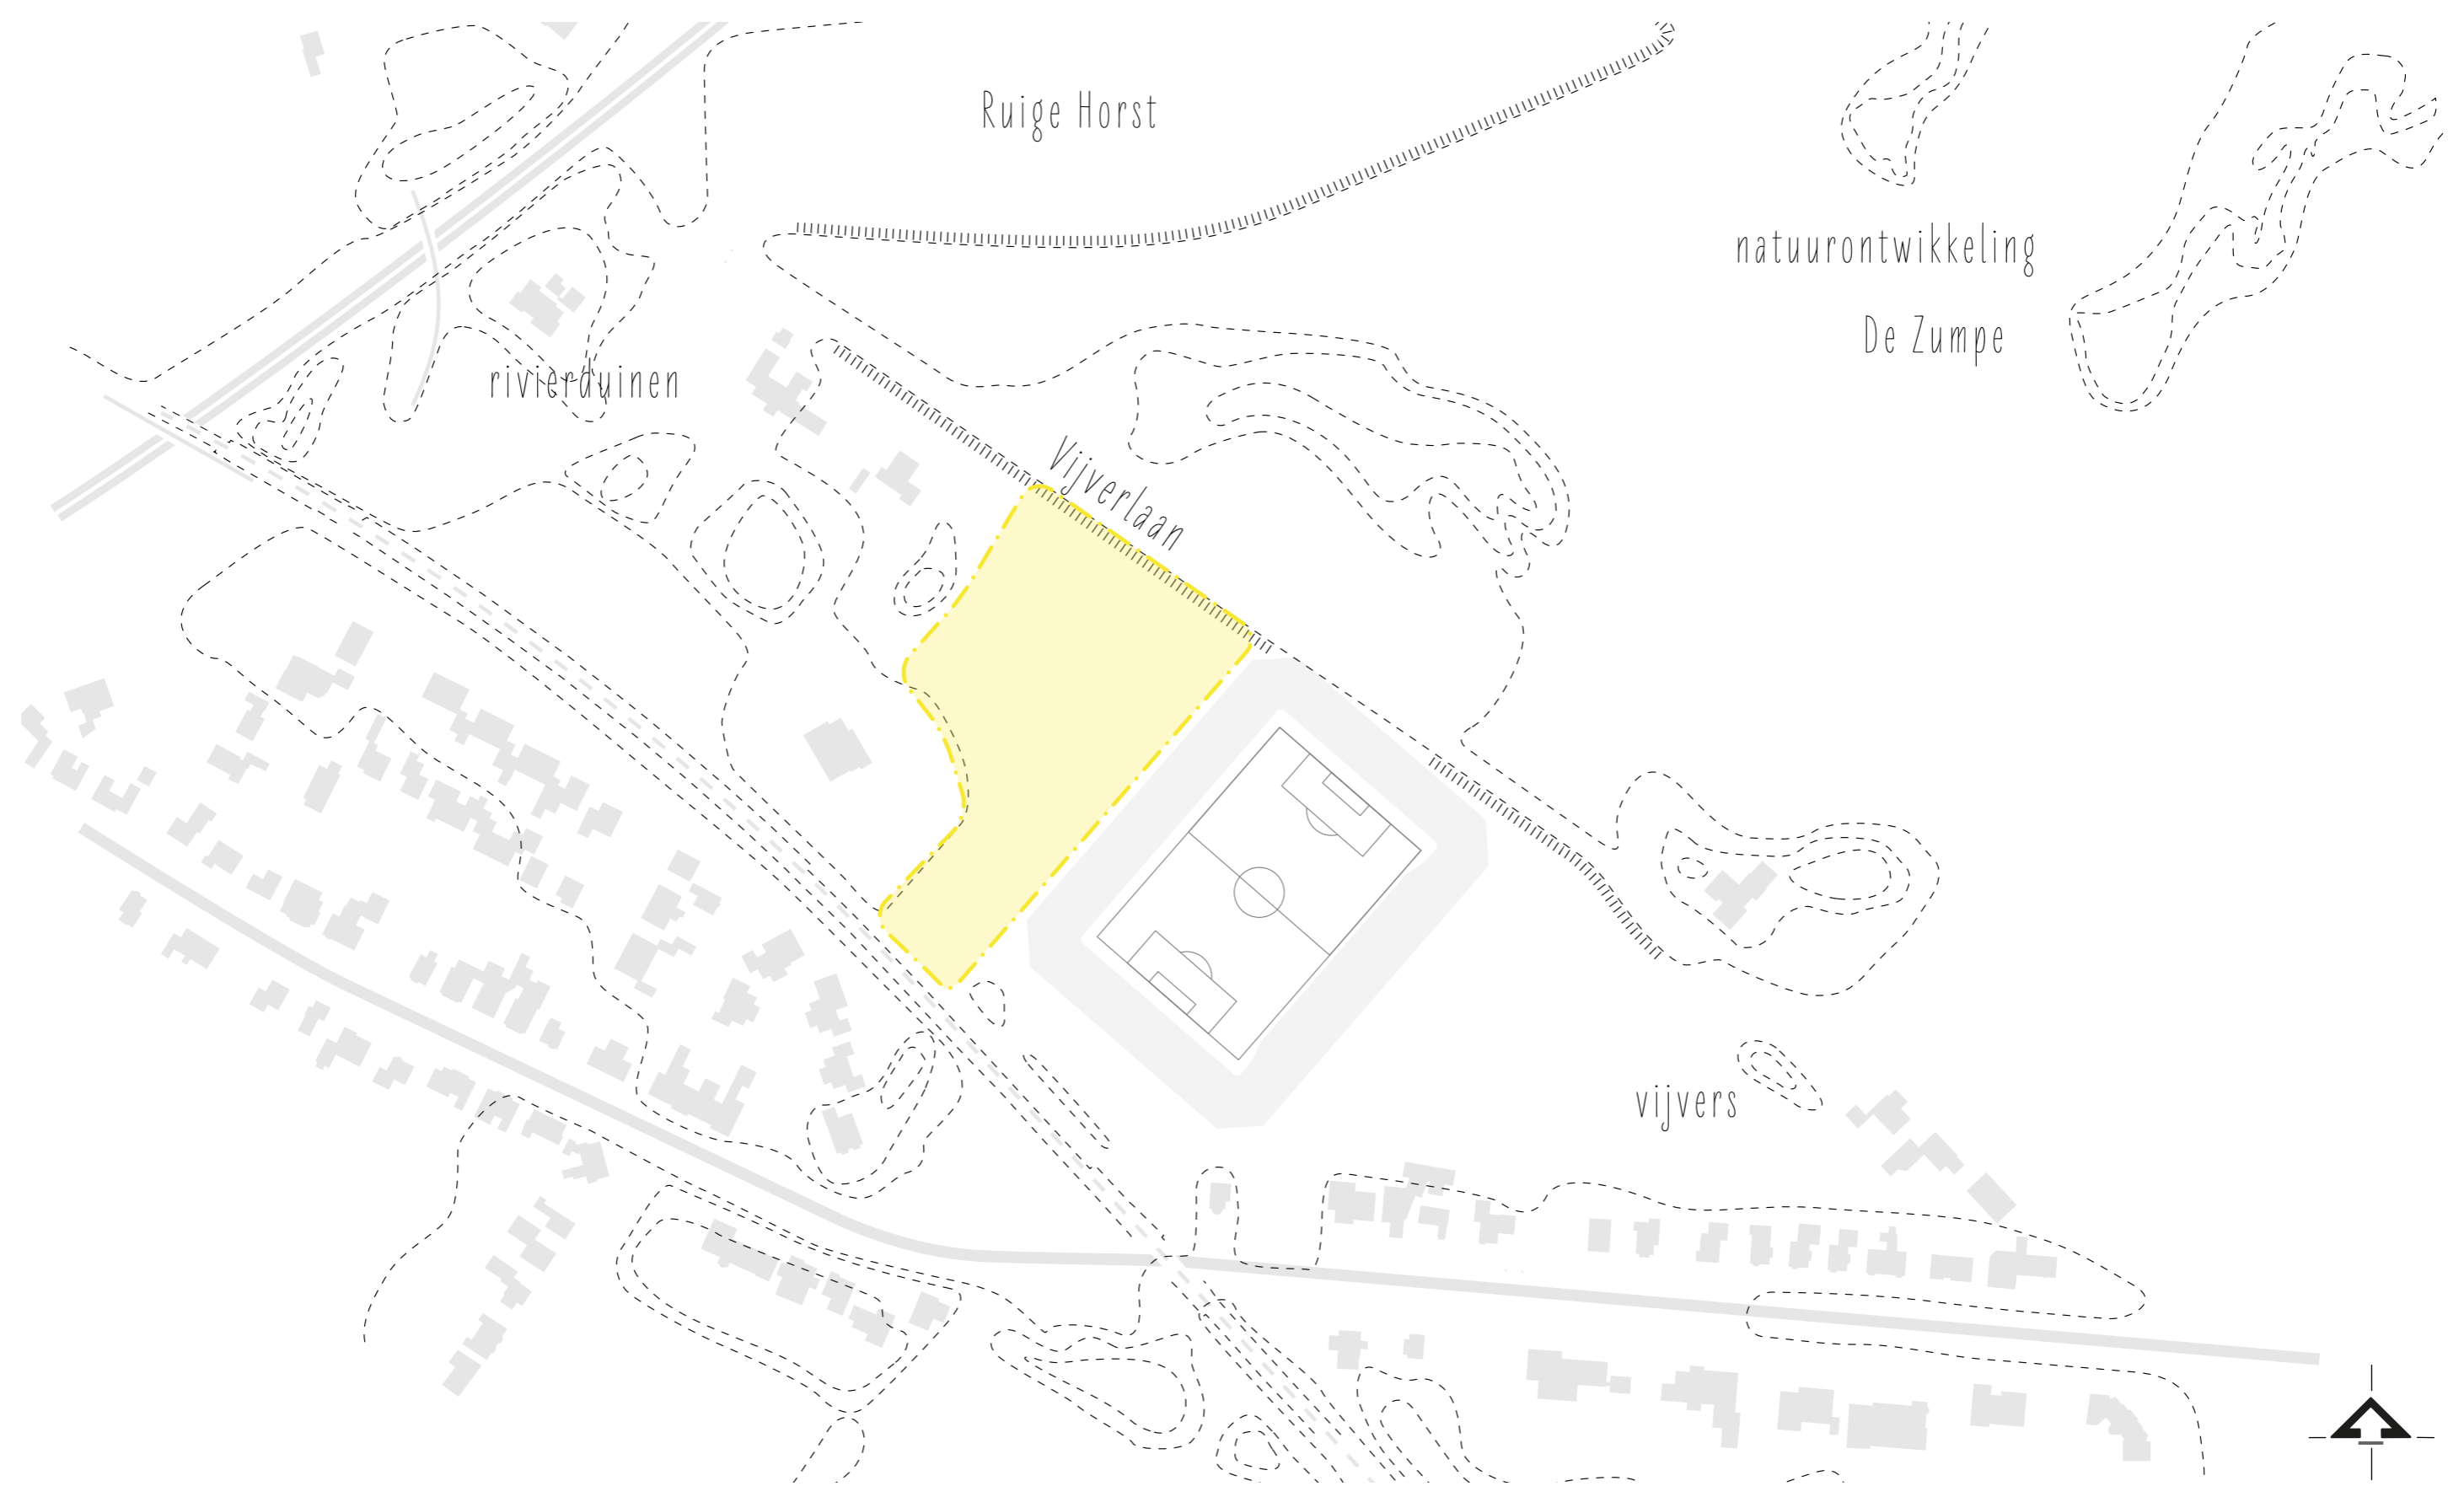 Ruige Horst
natuurontwikkeling
De Zumpe
rivierduinen
Vijverlaan
vijvers